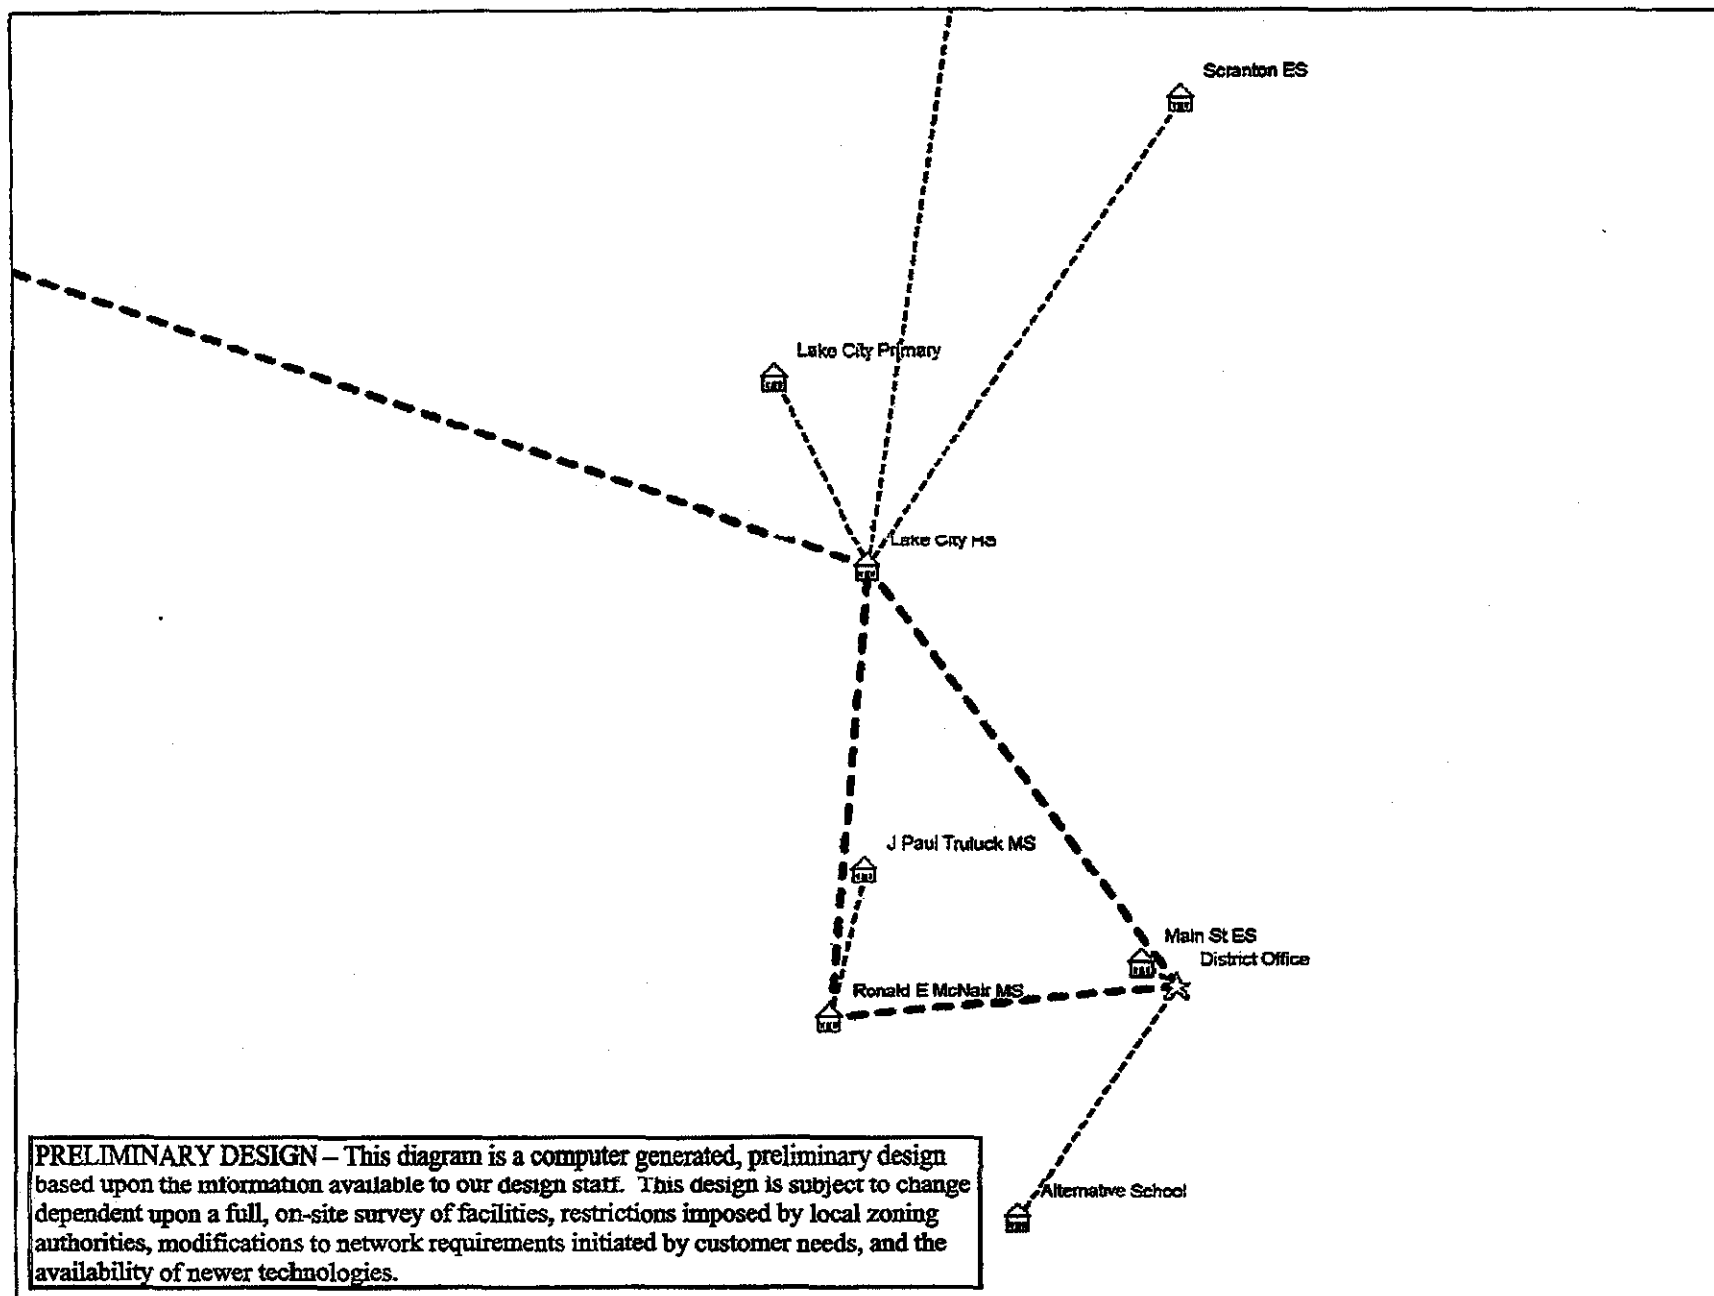 Scranton ES
Lake City Primary
Lake City HS
J Paul Truluck MS
Main St ES
District Office
Ronald E McNair MS
Alternative School
PRELIMINARY DESIGN – This diagram is a computer generated, preliminary design
based upon the information available to our design staff. This design is subject to change
dependent upon a full, on-site survey of facilities, restrictions imposed by local zoning
authorities, modifications to network requirements initiated by customer needs, and the
availability of newer technologies.